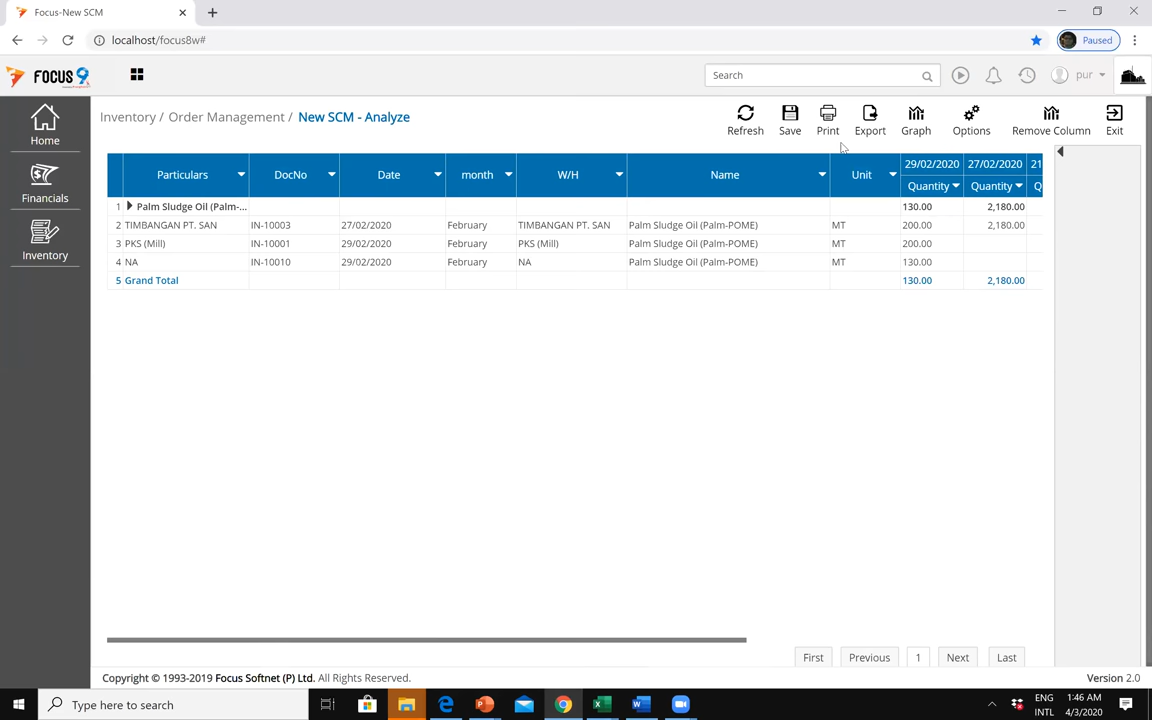 Focus-New SCM
localhost/focus8w#
Paused
FOCUS 9
Search
pur
Home
Financials
Inventory
Inventory / Order Management / New SCM - Analyze
Refresh Save Print Export Graph Options Remove Column Exit
29/02/2020 27/02/2020 21
Particulars DocNo Date month W/H Name Unit
Quantity Quantity Q
1 Palm Sludge Oil (Palm-... 130.00 2,180.00
2 TIMBANGAN PT. SAN IN-10003 27/02/2020 February TIMBANGAN PT. SAN Palm Sludge Oil (Palm-POME) MT 200.00 2,180.00
3 PKS (Mill) IN-10001 29/02/2020 February PKS (Mill) Palm Sludge Oil (Palm-POME) MT 200.00
4 NA IN-10010 29/02/2020 February NA Palm Sludge Oil (Palm-POME) MT 130.00
5 Grand Total 130.00 2,180.00
First Previous 1 Next Last
Copyright © 1993-2019 Focus Softnet (P) Ltd. All Rights Reserved.
Version 2.0
Type here to search
ENG
INTL
1:46 AM
4/3/2020